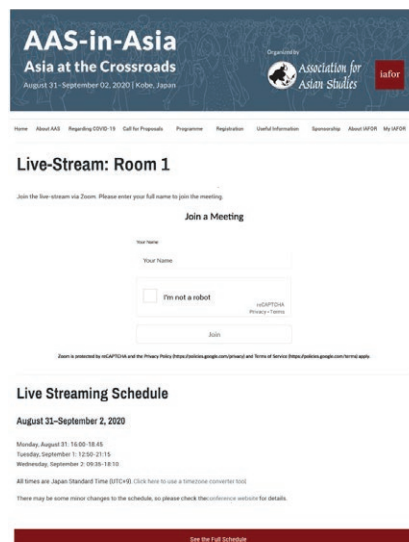 AAS-in-Asia
Asia at the Crossroads
August 31–September 02, 2020 | Kobe, Japan
Organized by
Association for
Asian Studies
iafor
Home About AAS Regarding COVID-19 Call for Proposals Programme Registration Useful Information Sponsorship About IAFOR My IAFOR
Live-Stream: Room 1
Join the live-stream via Zoom. Please enter your full name to join the meeting.
Join a Meeting
Your Name
Your Name
I'm not a robot
reCAPTCHA
Privacy - Terms
Join
Zoom is protected by reCAPTCHA and the Privacy Policy (https://policies.google.com/privacy) and Terms of Service (https://policies.google.com/terms) apply.
Live Streaming Schedule
August 31–September 2, 2020
Monday, August 31: 16:00-18:45
Tuesday, September 1: 12:50-21:15
Wednesday, September 2: 09:35-18:10
All times are Japan Standard Time (UTC+9). Click here to use a timezone converter tool.
There may be some minor changes to the schedule, so please check theconference website for details.
See the Full Schedule